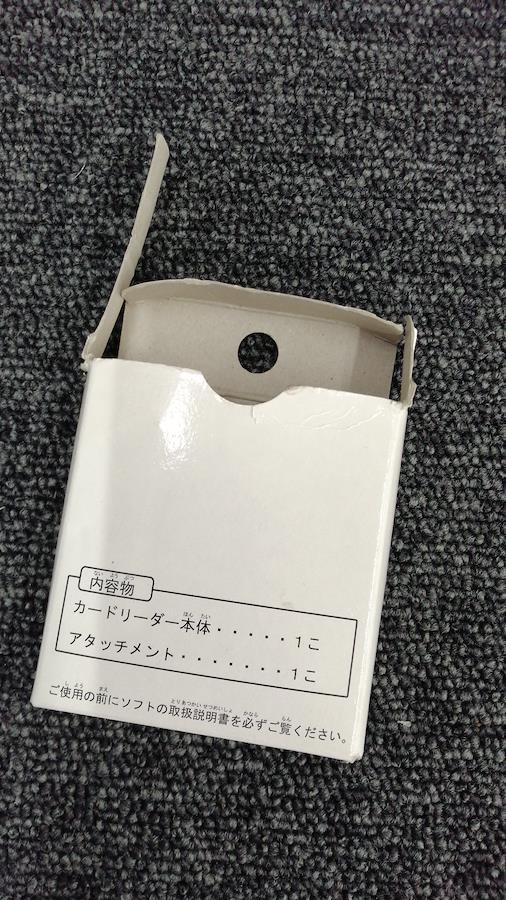 内容物
カードリーダー本体・・・・・1こ
アタッチメント・・・・・・・1こ
ご使用の前にソフトの取扱説明書を必ずご覧ください。